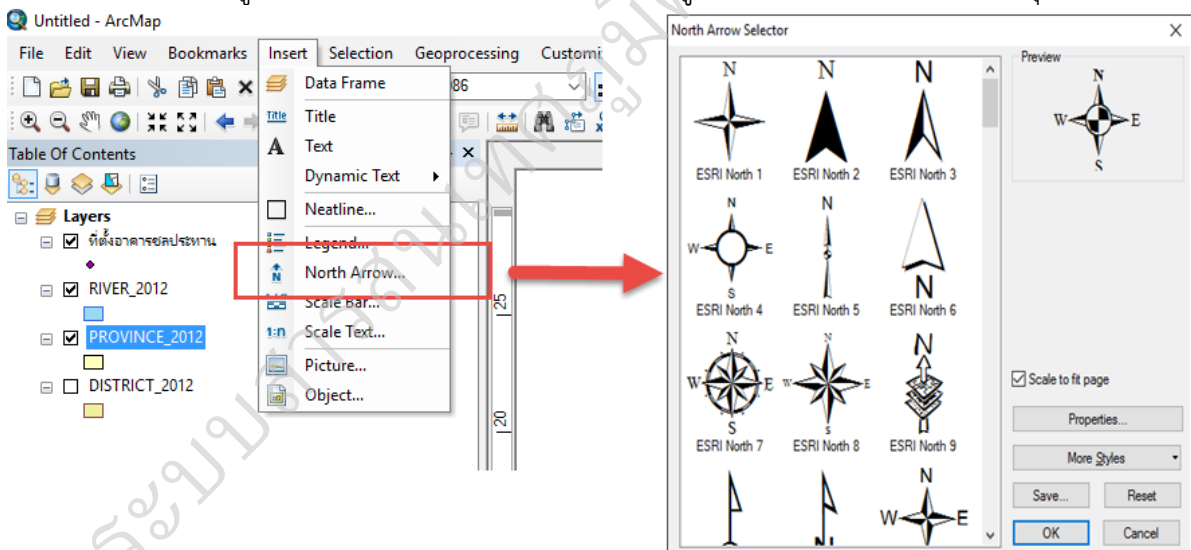 Untitled - ArcMap
File Edit View Bookmarks Insert Selection Geoprocessing
Data Frame
Title Title
A Text
Dynamic Text
Neatline...
Legend...
North Arrow...
Scale Bar...
1:n Scale Text...
Picture...
Object...
Table Of Contents
Layers
ที่ตั้งอาคารชลประทาน
RIVER_2012
PROVINCE_2012
DISTRICT_2012
25
20
North Arrow Selector
N N N
ESRI North 1 ESRI North 2 ESRI North 3
N N
W E
S N
ESRI North 4 ESRI North 5 ESRI North 6
N N N
W E W E
S S
ESRI North 7 ESRI North 8 ESRI North 9
N
W E
Preview
N
W E
S
Scale to fit page
Properties...
More Styles
Save... Reset
OK Cancel